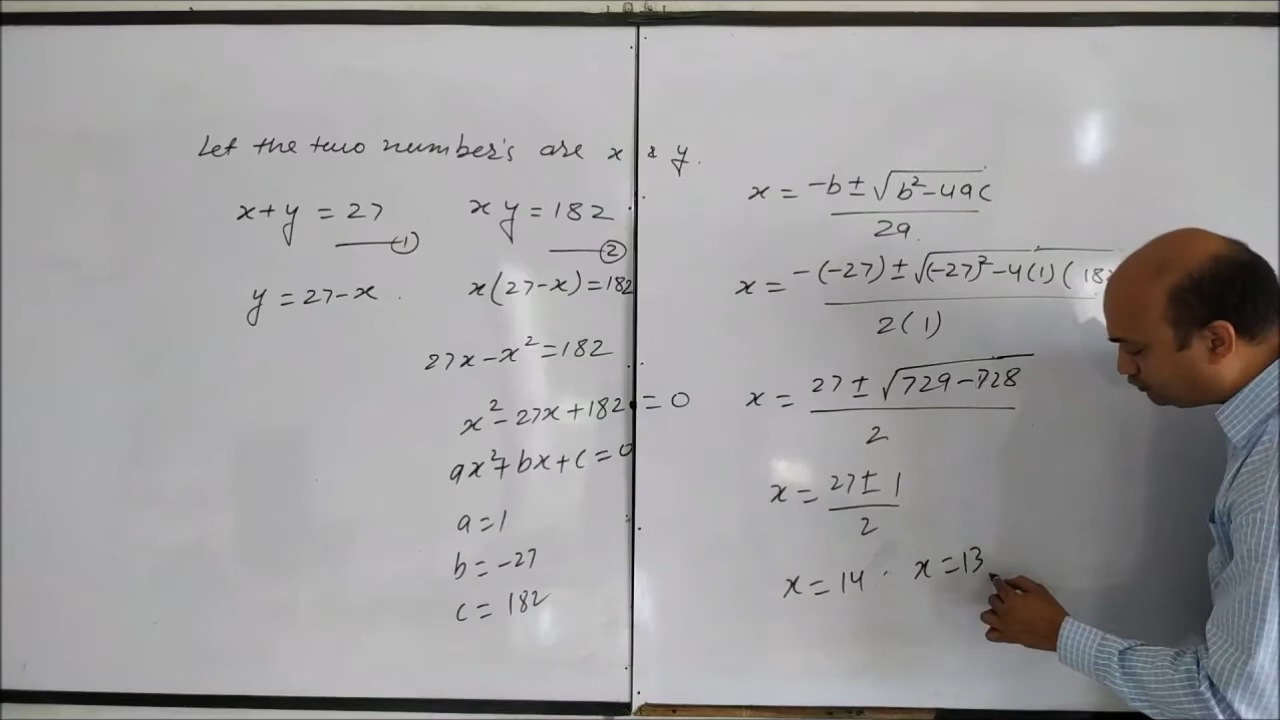 Let the two number's are x & y.
x+y = 27 —(1)
xy = 182 —(2)
y = 27-x .
x(27-x) = 182
27x - x² = 182
x² - 27x + 182 = 0
ax² + bx + c = 0
a = 1
b = -27
c = 182
x = (-b ± √(b² - 4ac)) / 2a.
x = (-(-27) ± √((-27)² - 4(1)(182 / 2(1)
x = (27 ± √(729 - 728)) / 2
x = (27 ± 1) / 2
x = 14 . x = 13